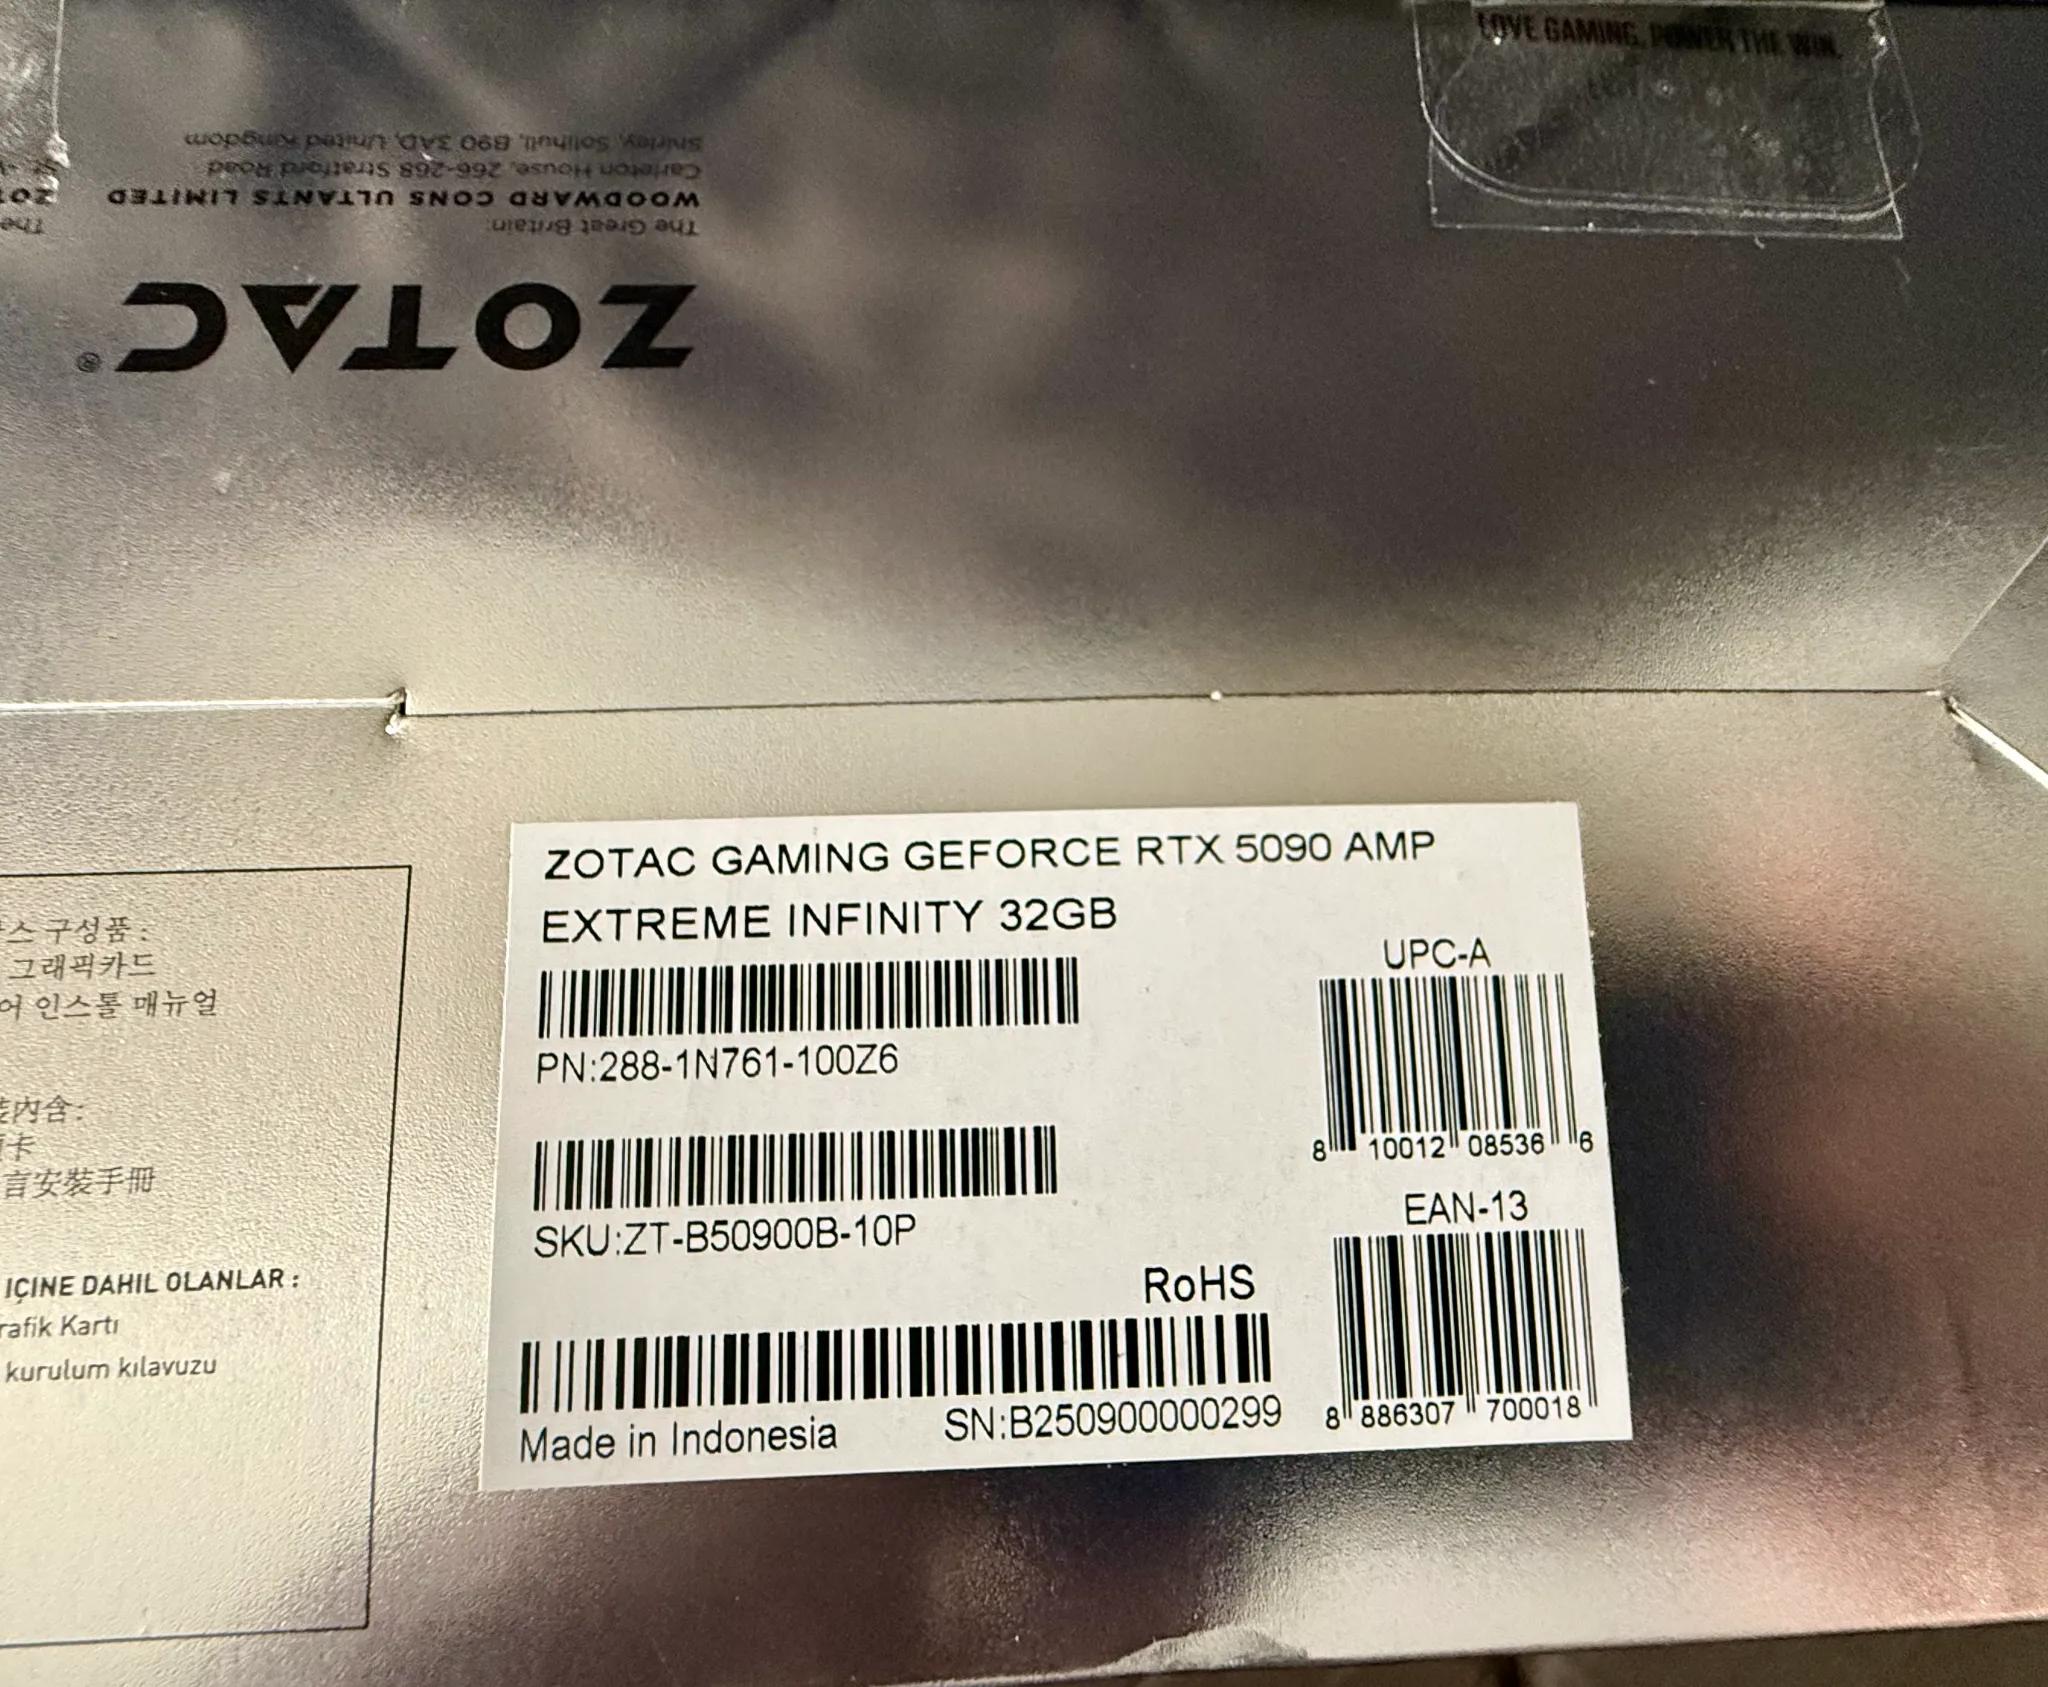 LOVE GAMING. POWER THE WIN.
Shirley, Solihull, B90 3AD, United Kingdom
Carleton House, 266-268 Stratford Road
WOODWARD CONS ULTANTS LIMITED
The Great Britain:
The
ZOT
ZOTAC®
스 구성품 :
그래픽카드
어 인스톨 매뉴얼
內含:
卡
言安裝手冊
IÇINE DAHIL OLANLAR :
rafik Kartı
kurulum kılavuzu
ZOTAC GAMING GEFORCE RTX 5090 AMP
EXTREME INFINITY 32GB
PN:288-1N761-100Z6
SKU:ZT-B50900B-10P
RoHS
Made in Indonesia
SN:B250900000299
UPC-A
8 10012 08536 6
EAN-13
8 886307 700018